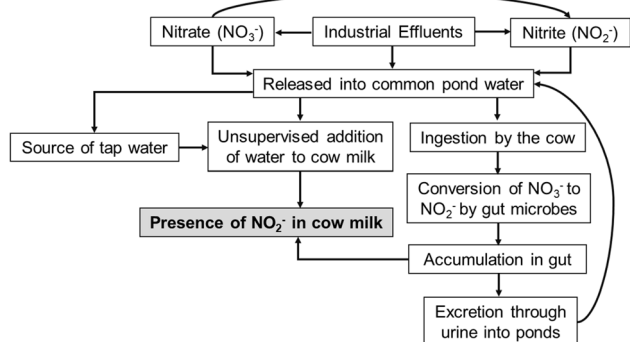 Nitrate (NO₃⁻)
Industrial Effluents
Nitrite (NO₂⁻)
Released into common pond water
Source of tap water
Unsupervised addition
of water to cow milk
Ingestion by the cow
Conversion of NO₃⁻ to
NO₂⁻ by gut microbes
Presence of NO₂⁻ in cow milk
Accumulation in gut
Excretion through
urine into ponds